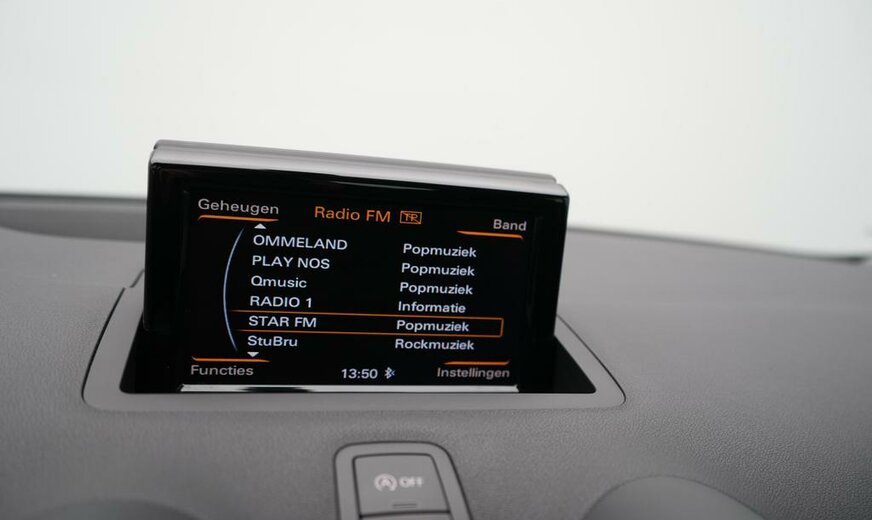 Geheugen Radio FM TP Band
OMMELAND Popmuziek
PLAY NOS Popmuziek
Qmusic Popmuziek
RADIO 1 Informatie
STAR FM Popmuziek
StuBru Rockmuziek
Functies 13:50 Instellingen
A OFF